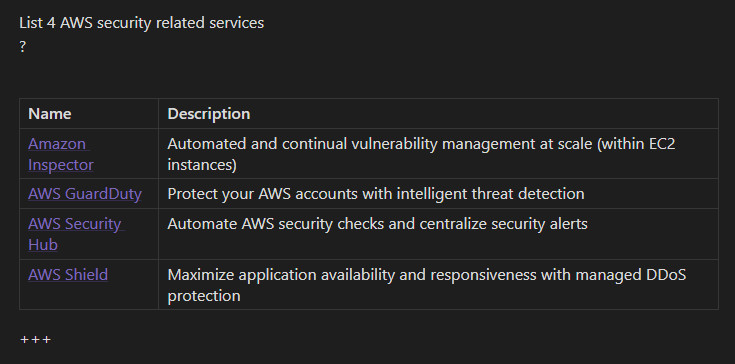 List 4 AWS security related services
?
Name Description
Amazon Automated and continual vulnerability management at scale (within EC2
Inspector instances)
AWS GuardDuty Protect your AWS accounts with intelligent threat detection
AWS Security Automate AWS security checks and centralize security alerts
Hub
AWS Shield Maximize application availability and responsiveness with managed DDoS
protection
+++